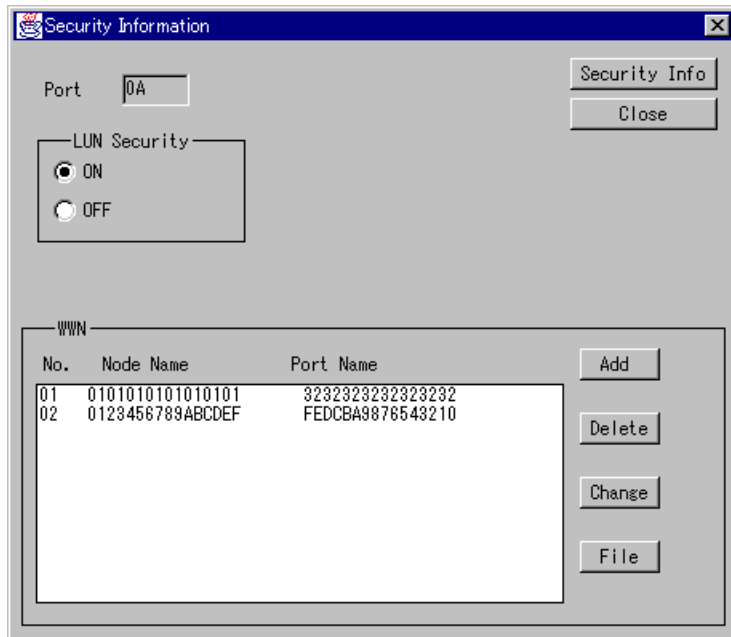 Security Information
Port 0A
Security Info
Close
LUN Security
ON
OFF
WWN
No. Node Name Port Name
01 0101010101010101 3232323232323232
02 0123456789ABCDEF FEDCBA9876543210
Add
Delete
Change
File